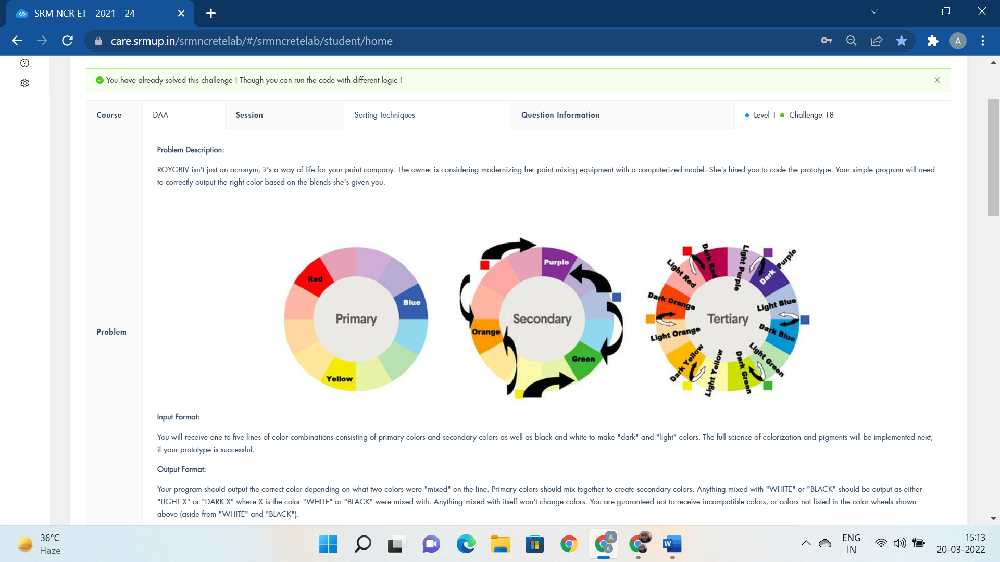 SRM NCR ET - 2021 - 24
care.srmup.in/srmncretelab/#/srmncretelab/student/home
A
You have already solved this challenge ! Though you can run the code with different logic !
Course
DAA
Session
Sorting Techniques
Question Information
Level 1
Challenge 18
Problem
Problem Description:
ROYGBIV isn't just an acronym, it's a way of life for your paint company. The owner is considering modernizing her paint mixing equipment with a computerized model. She's hired you to code the prototype. Your simple program will need
to correctly output the right color based on the blends she's given you.
Red
Blue
Primary
Yellow
Purple
Secondary
Orange
Green
Dark Red
Light Purple
Dark Purple
Light Red
Dark Orange
Light Blue
Tertiary
Light Orange
Dark Blue
Dark Yellow
Light Yellow
Dark Green
Light Green
Input Format:
You will receive one to five lines of color combinations consisting of primary colors and secondary colors as well as black and white to make "dark" and "light" colors. The full science of colorization and pigments will be implemented next,
if your prototype is successful.
Output Format:
Your program should output the correct color depending on what two colors were "mixed" on the line. Primary colors should mix together to create secondary colors. Anything mixed with "WHITE" or "BLACK" should be output as either
"LIGHT X" or "DARK X" where X is the color "WHITE" or "BLACK" were mixed with. Anything mixed with itself won't change colors. You are guaranteed not to receive incompatible colors, or colors not listed in the color wheels shown
above (aside from "WHITE" and "BLACK").
36°C
Haze
A
A
W
ENG
IN
15:13
20-03-2022